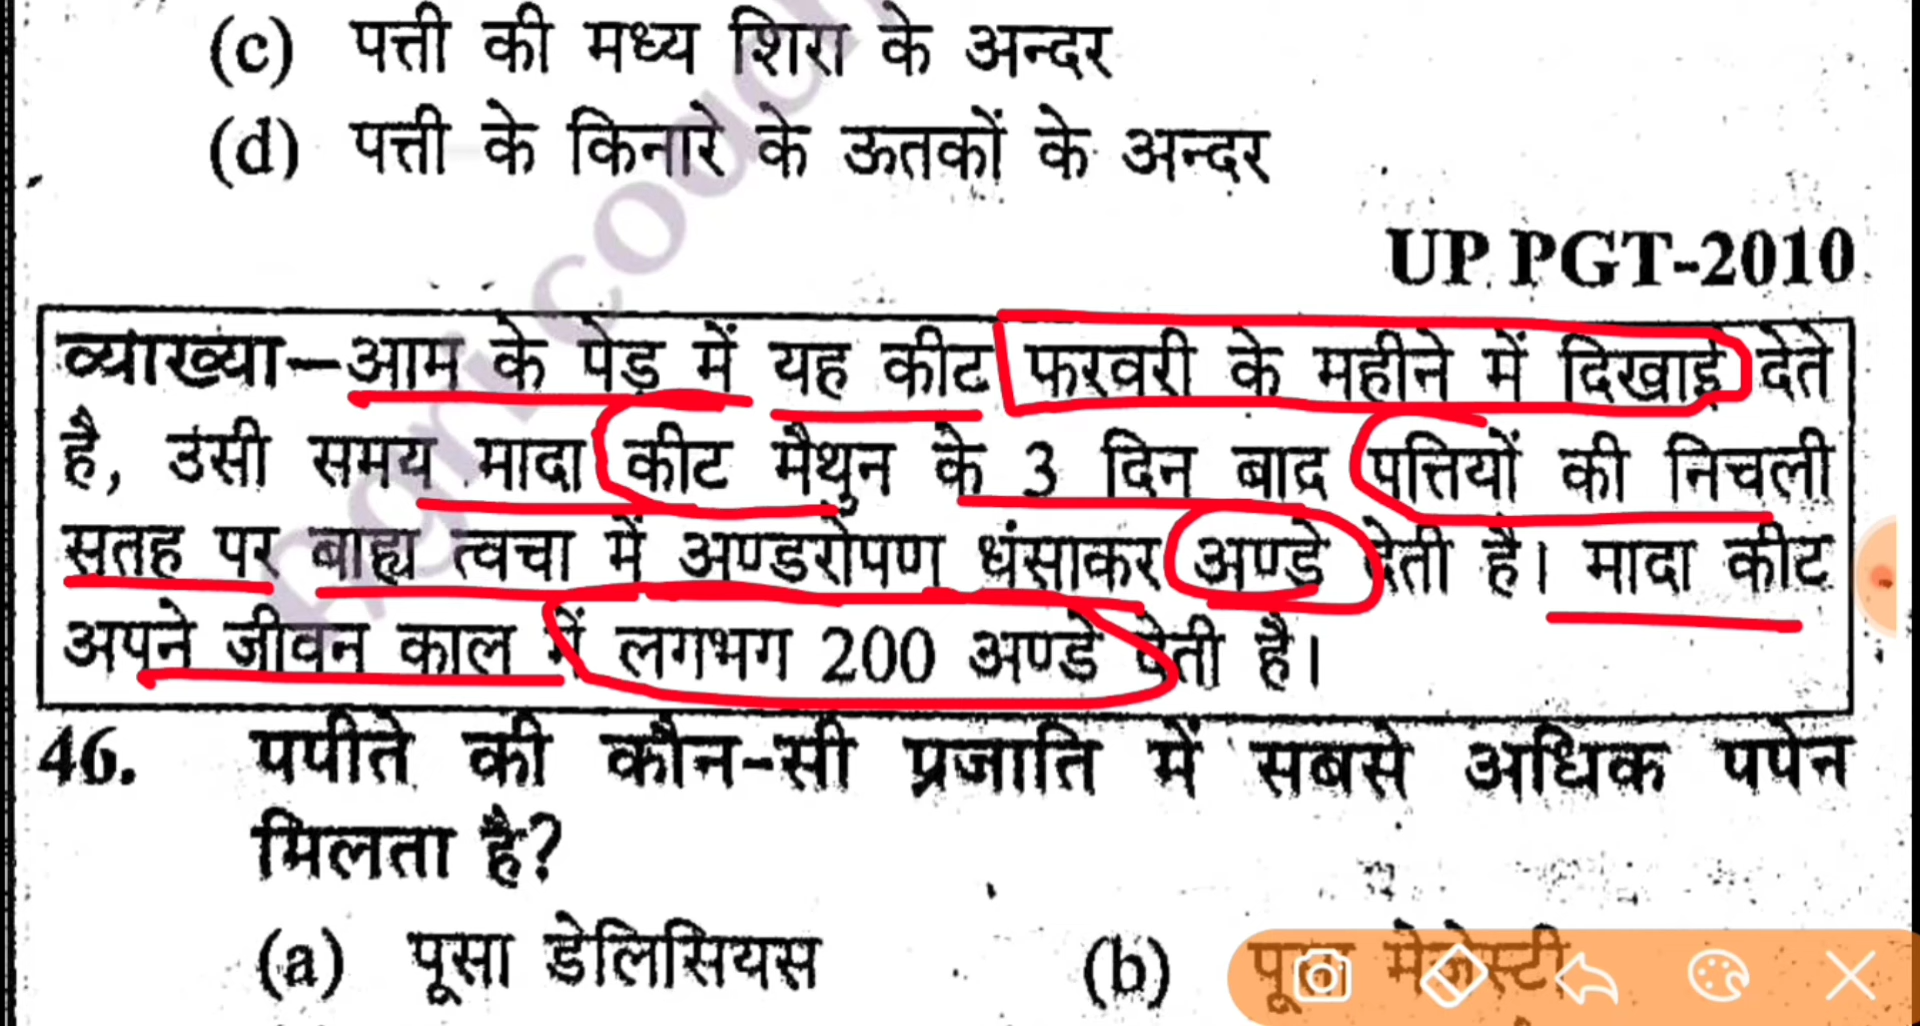 (c) पत्ती की मध्य शिरा के अन्दर
(d) पत्ती के किनारे के ऊतकों के अन्दर
UP PGT-2010
व्याख्या–आम के पेड़ में यह कीट फरवरी के महीने में दिखाई देते
है, उसी समय मादा कीट मैथुन के 3 दिन बाद पत्तियों की निचली
सतह पर बाह्य त्वचा में अण्डरोपण धंसाकर अण्डे देती है। मादा कीट
अपने जीवन काल में लगभग 200 अण्डे देती है।
46. पपीते की कौन-सी प्रजाति में सबसे अधिक पपेन
मिलता है?
(a) पूसा डेलिसियस (b) पूसा मेजेस्टी